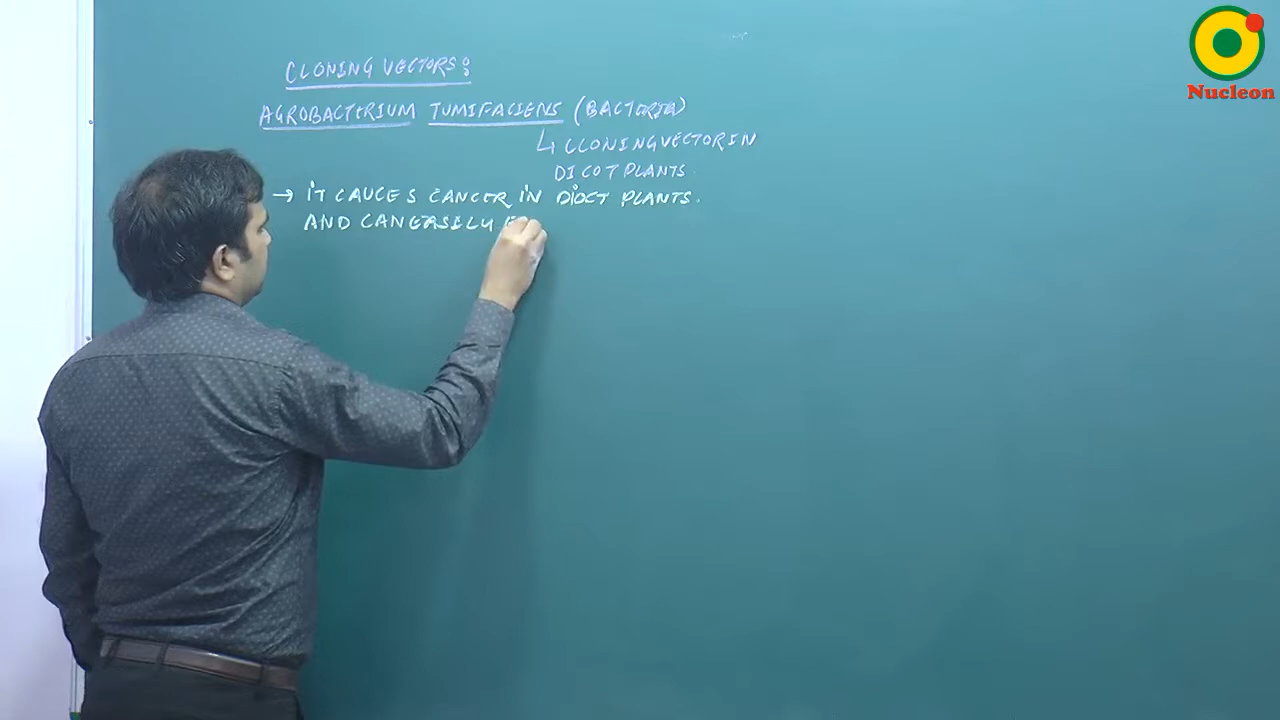 Nucleon
CLONING VECTORS:
AGROBACTERIUM TUMIFACIENS (BACTERIA)
↳ CLONING VECTOR IN
DICOT PLANTS.
→ IT CAUCES CANCER IN DIOCT PLANTS.
AND CAN EASILY